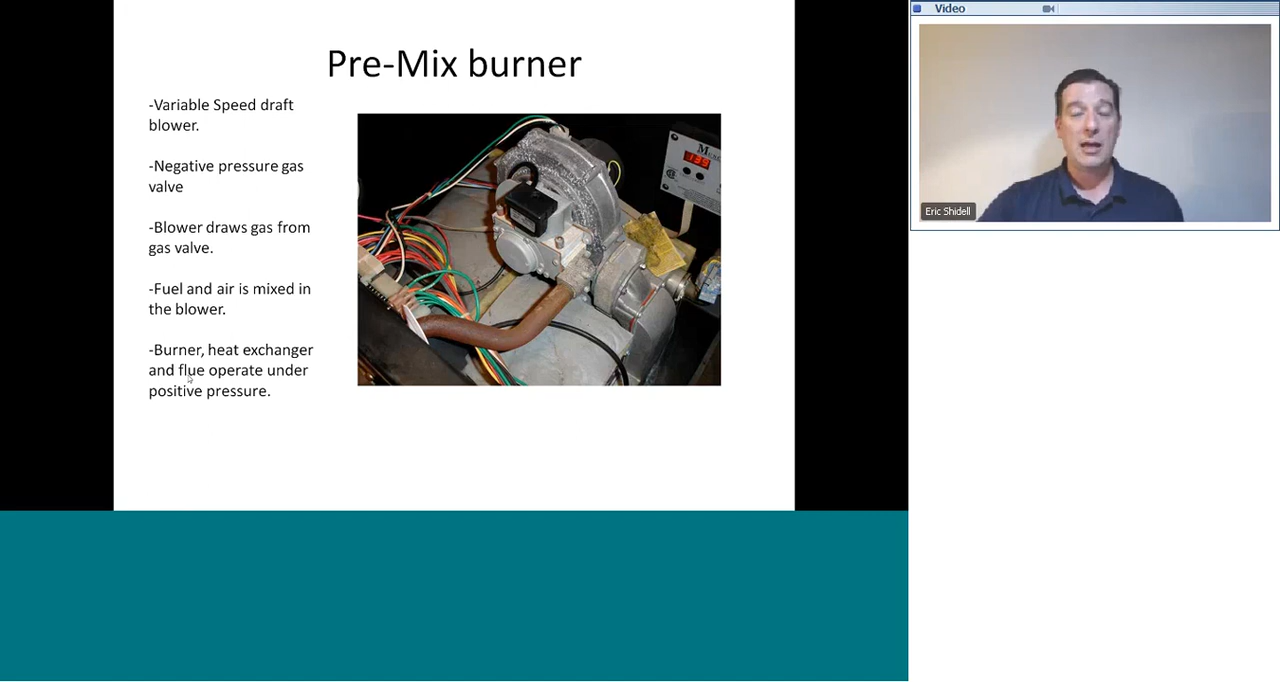 Pre-Mix burner
-Variable Speed draft
blower.
-Negative pressure gas
valve
-Blower draws gas from
gas valve.
-Fuel and air is mixed in
the blower.
-Burner, heat exchanger
and flue operate under
positive pressure.
139
Video
Eric Shidell